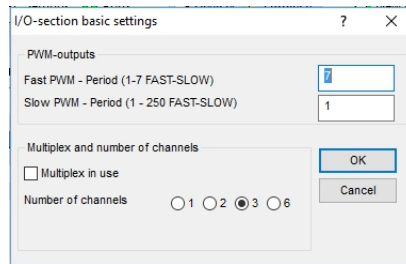 I/O-section basic settings ? X
PWM-outputs
Fast PWM - Period (1-7 FAST-SLOW) 7
Slow PWM - Period (1 - 250 FAST-SLOW) 1
Multiplex and number of channels
Multiplex in use
Number of channels 1 2 3 6
OK
Cancel